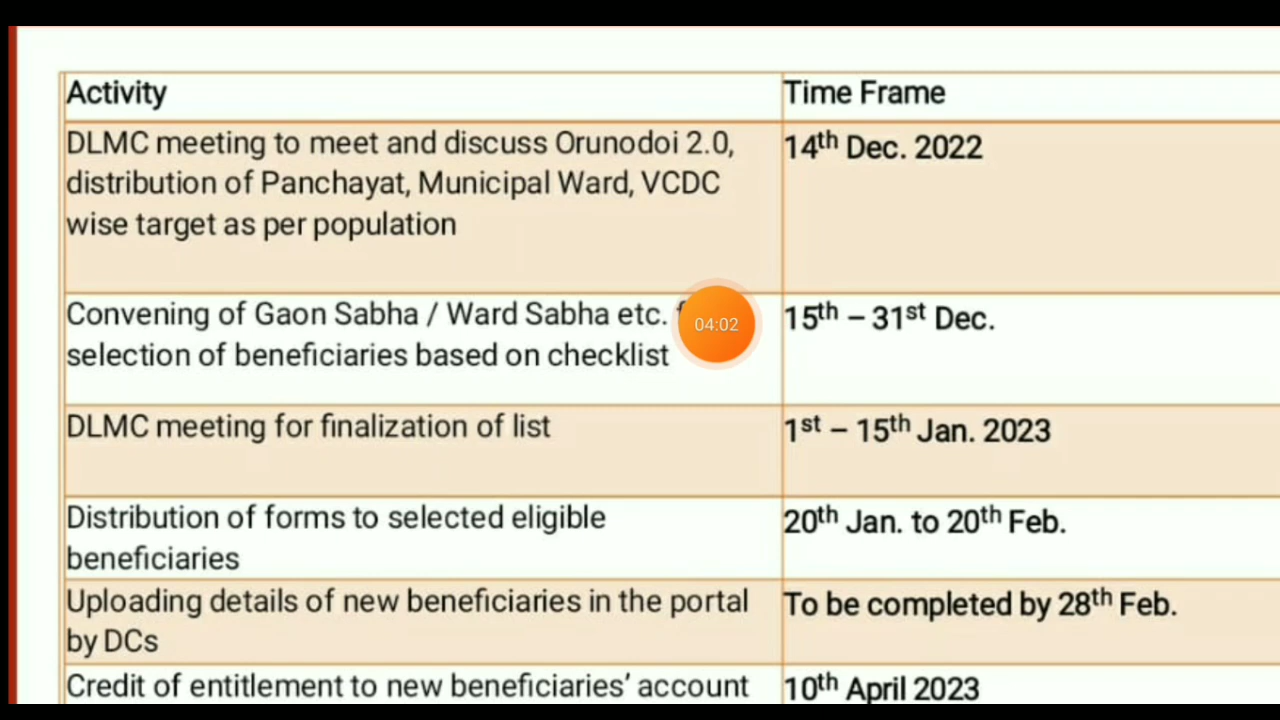 Activity
Time Frame
DLMC meeting to meet and discuss Orunodoi 2.0,
distribution of Panchayat, Municipal Ward, VCDC
wise target as per population
14th Dec. 2022
Convening of Gaon Sabha / Ward Sabha etc.
selection of beneficiaries based on checklist
04:02
15th – 31st Dec.
DLMC meeting for finalization of list
1st – 15th Jan. 2023
Distribution of forms to selected eligible
beneficiaries
20th Jan. to 20th Feb.
Uploading details of new beneficiaries in the portal
by DCs
To be completed by 28th Feb.
Credit of entitlement to new beneficiaries’ account
10th April 2023